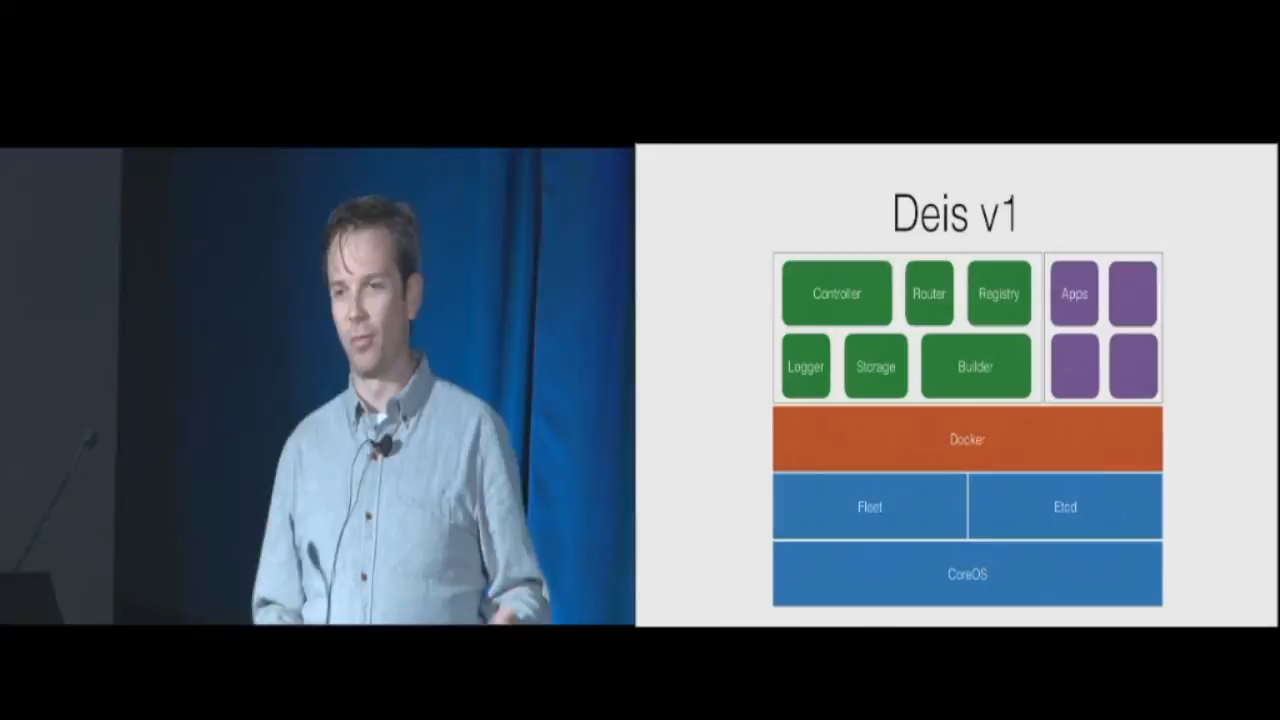 Deis v1
Controller
Router
Registry
Apps
Logger
Storage
Builder
Docker
Fleet
Etcd
CoreOS